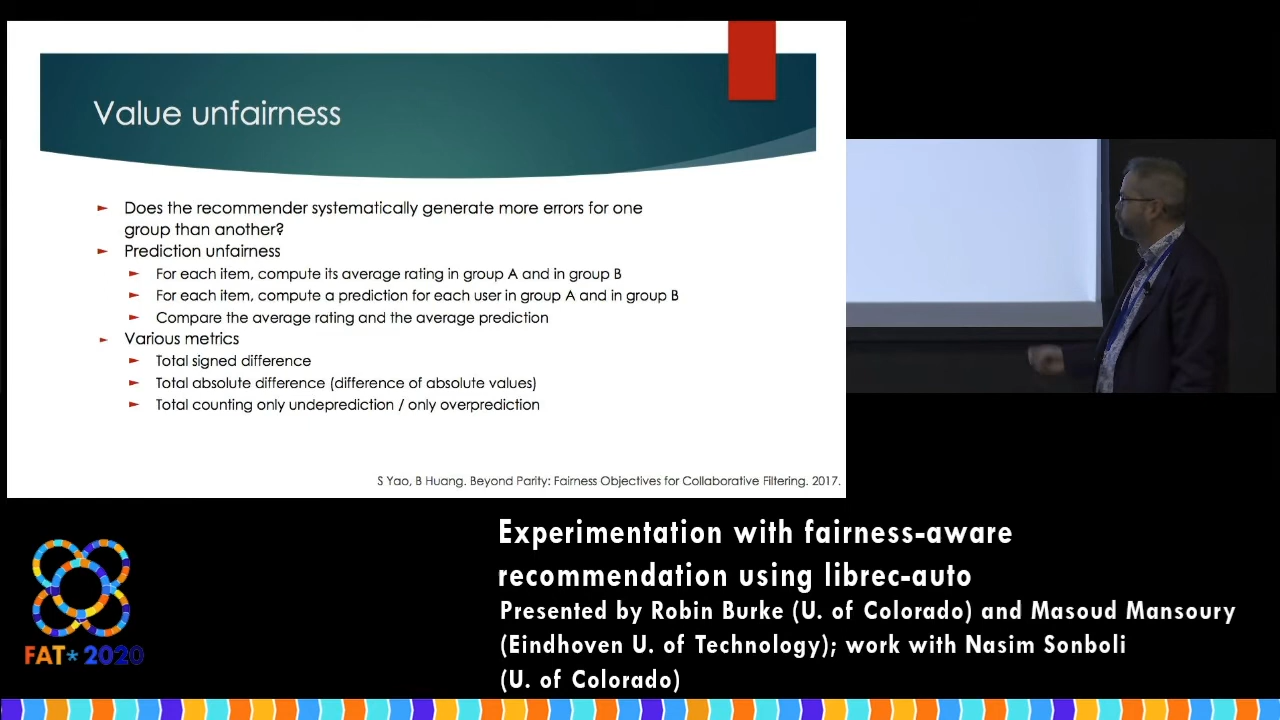 Value unfairness
Does the recommender systematically generate more errors for one
group than another?
Prediction unfairness
For each item, compute its average rating in group A and in group B
For each item, compute a prediction for each user in group A and in group B
Compare the average rating and the average prediction
Various metrics
Total signed difference
Total absolute difference (difference of absolute values)
Total counting only undeprediction / only overprediction
S Yao, B Huang. Beyond Parity: Fairness Objectives for Collaborative Filtering. 2017.
Experimentation with fairness-aware
recommendation using librec-auto
Presented by Robin Burke (U. of Colorado) and Masoud Mansoury
(Eindhoven U. of Technology); work with Nasim Sonboli
(U. of Colorado)
FAT* 2020